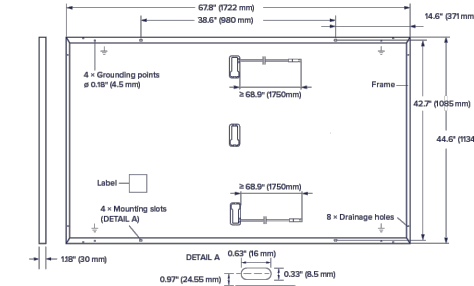 67.8" (1722 mm)
38.6" (980 mm)
14.6" (371 mm
4 × Grounding points
ø 0.18" (4.5 mm)
≥ 68.9" (1750mm)
Frame
42.7" (1085 mm)
44.6" (1134
Label
≥ 68.9" (1750mm)
4 × Mounting slots
(DETAIL A)
8 × Drainage holes
1.18" (30 mm)
DETAIL A
0.63" (16 mm)
0.33" (8.5 mm)
0.97" (24.55 mm)